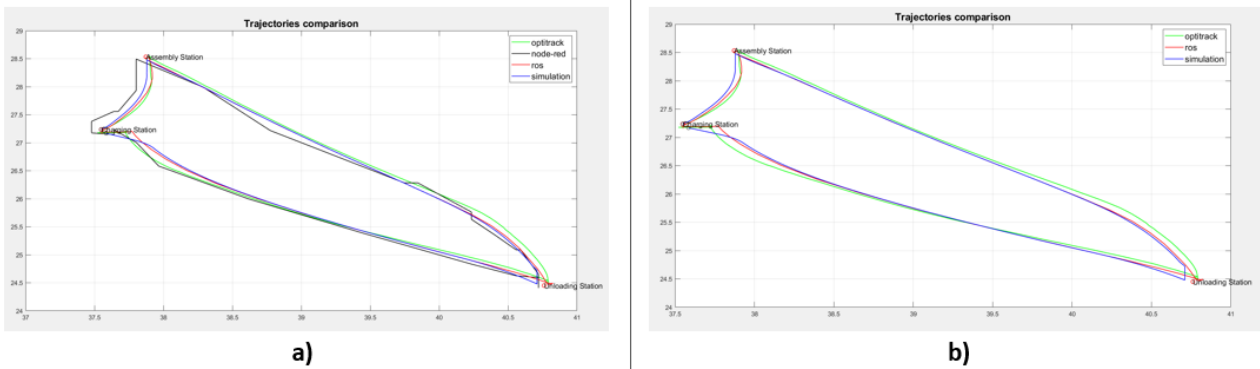 Trajectories comparison
optitrack
node-red
ros
simulation
Assembly Station
Charging Station
Unloading Station
29
28.5
28
27.5
27
26.5
26
25.5
25
24.5
24
37
37.5
38
38.5
39
39.5
40
40.5
41
a)
Trajectories comparison
optitrack
ros
simulation
Assembly Station
Charging Station
Unloading Station
29
28.5
28
27.5
27
26.5
26
25.5
25
24.5
24
37.5
38
38.5
39
39.5
40
40.5
41
b)